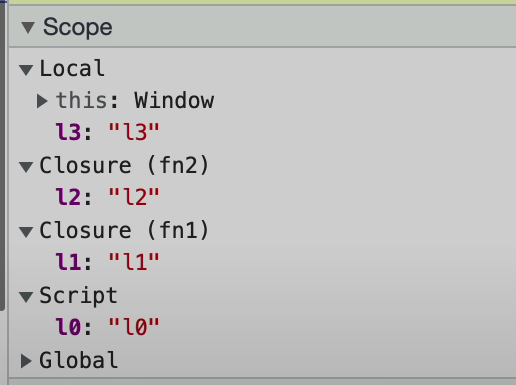 Scope
Local
this: Window
l3: "l3"
Closure (fn2)
l2: "l2"
Closure (fn1)
l1: "l1"
Script
l0: "l0"
Global